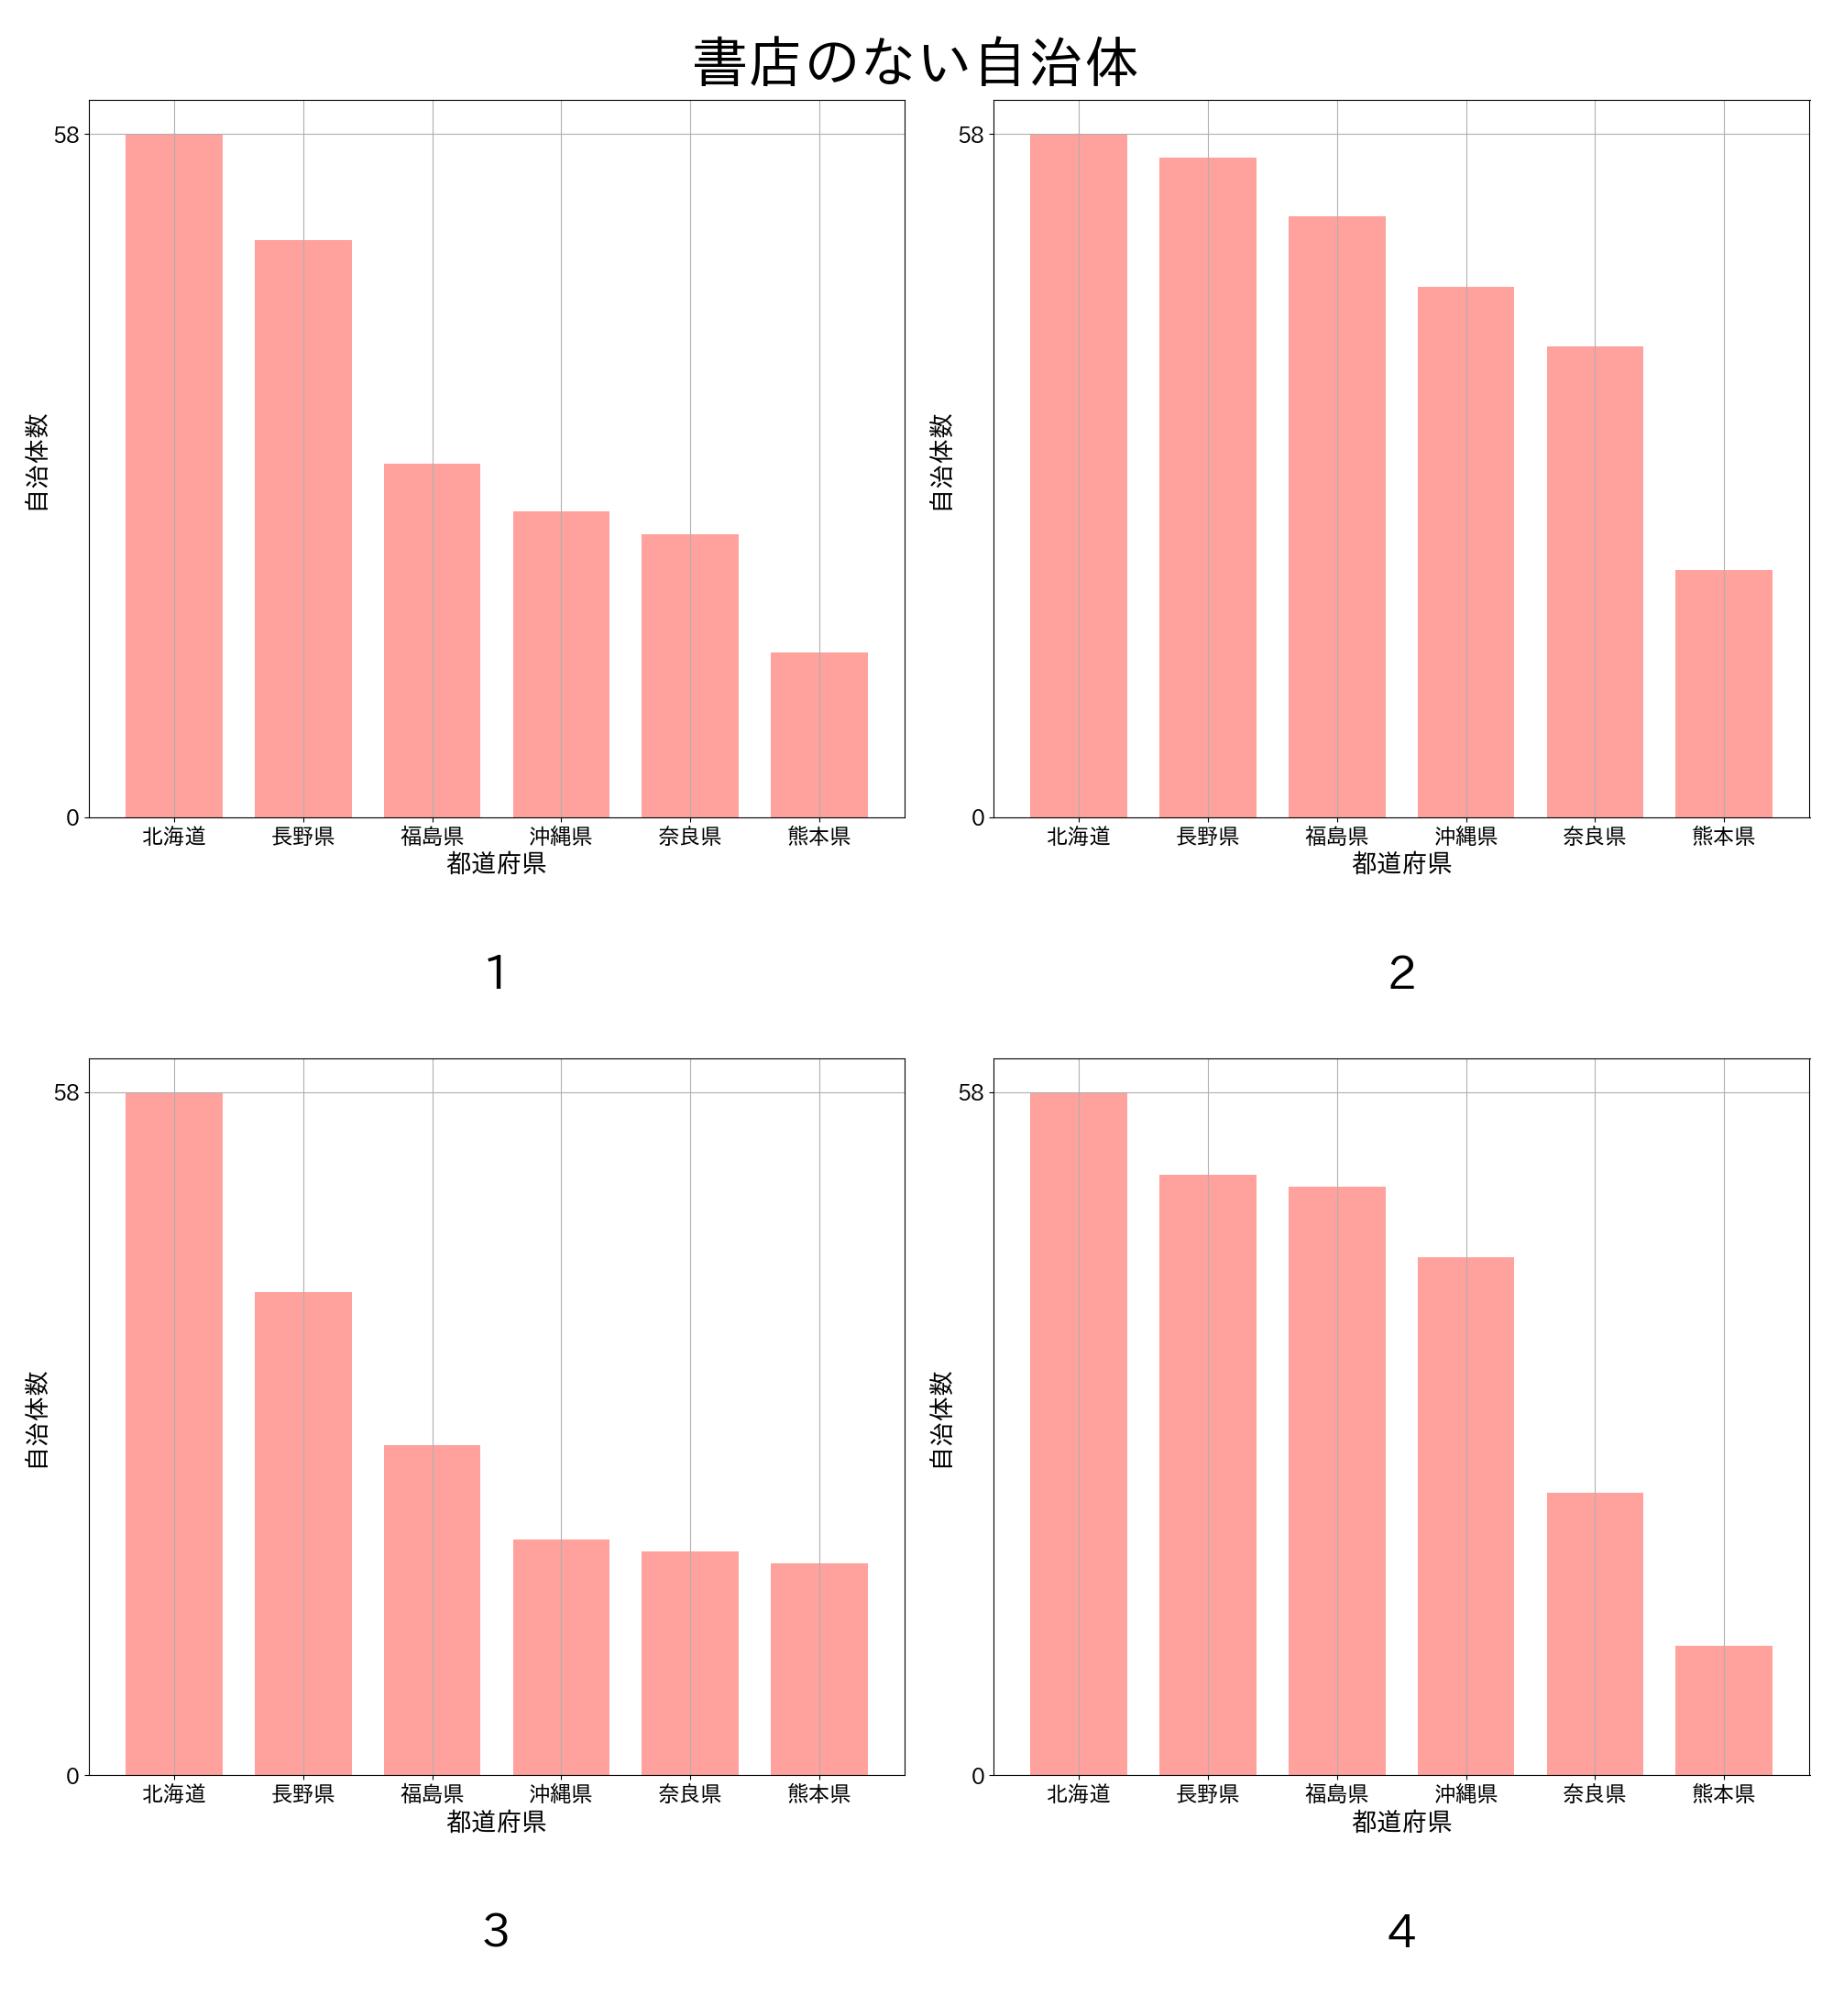 書店のない自治体
58
0
自治体数
北海道 長野県 福島県 沖縄県 奈良県 熊本県
都道府県
1
58
0
自治体数
北海道 長野県 福島県 沖縄県 奈良県 熊本県
都道府県
2
58
0
自治体数
北海道 長野県 福島県 沖縄県 奈良県 熊本県
都道府県
3
58
0
自治体数
北海道 長野県 福島県 沖縄県 奈良県 熊本県
都道府県
4